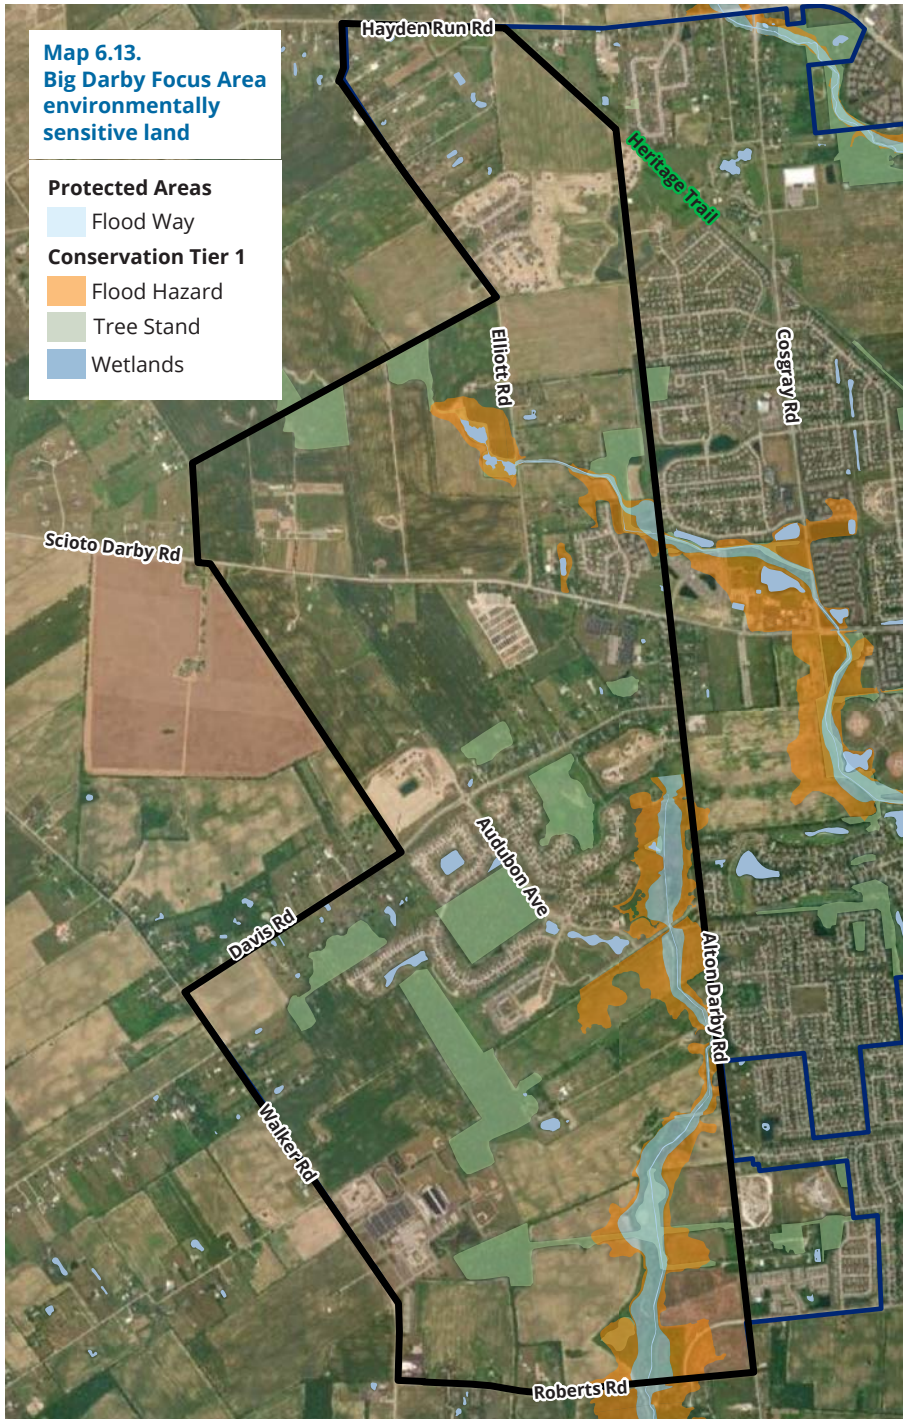 Map 6.13.
Big Darby Focus Area
environmentally
sensitive land
Protected Areas
Flood Way
Conservation Tier 1
Flood Hazard
Tree Stand
Wetlands
Hayden Run Rd
Heritage Trail
Elliott Rd
Cosgray Rd
Scioto Darby Rd
Audubon Ave
Davis Rd
Alton Darby Rd
Walker Rd
Roberts Rd